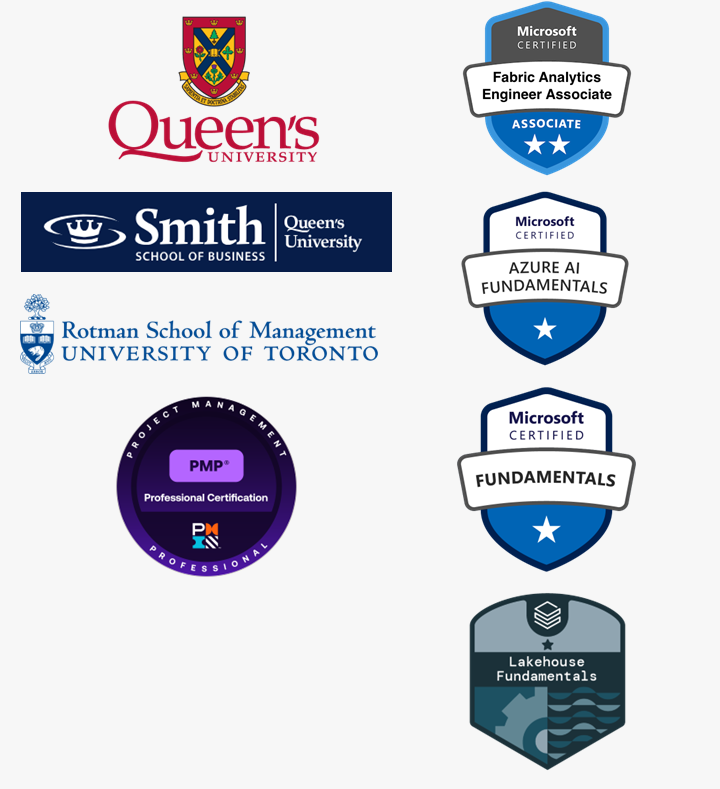 Queen's
UNIVERSITY
Smith
SCHOOL OF BUSINESS
Queen's
University
Rotman School of Management
UNIVERSITY OF TORONTO
PROJECT MANAGEMENT
PMP®
Professional Certification
PMI
PROFESSIONAL
Microsoft
CERTIFIED
Fabric Analytics
Engineer Associate
ASSOCIATE
Microsoft
CERTIFIED
AZURE AI
FUNDAMENTALS
Microsoft
CERTIFIED
FUNDAMENTALS
Lakehouse
Fundamentals